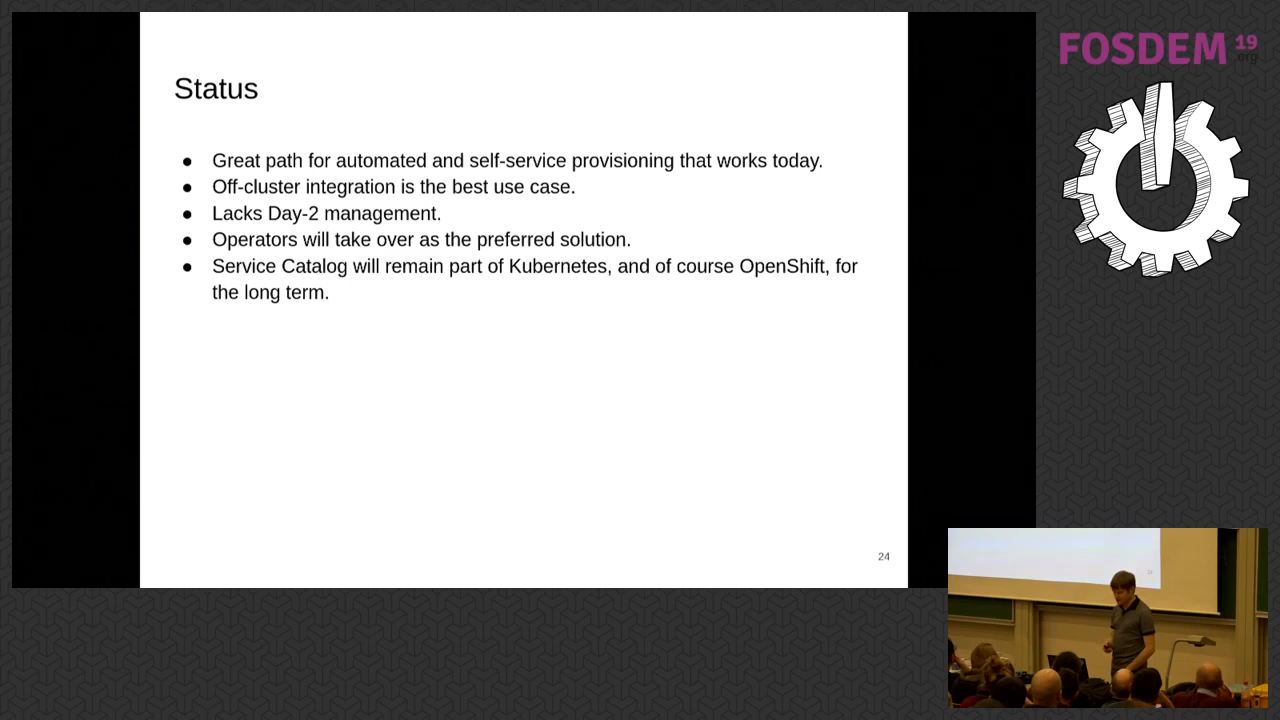 FOSDEM 19
.org
Status
● Great path for automated and self-service provisioning that works today.
● Off-cluster integration is the best use case.
● Lacks Day-2 management.
● Operators will take over as the preferred solution.
● Service Catalog will remain part of Kubernetes, and of course OpenShift, for
the long term.
24